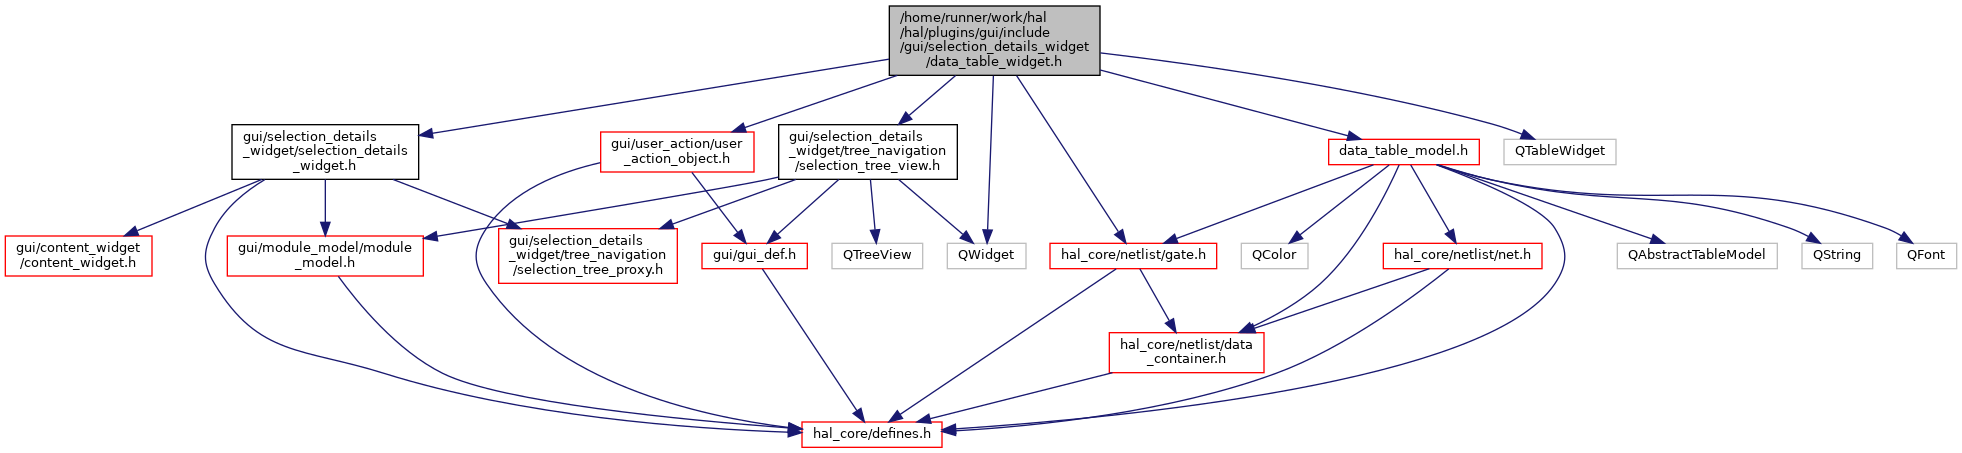 /home/runner/work/hal
/hal/plugins/gui/include
/gui/selection_details_widget
/data_table_widget.h
gui/selection_details
_widget/selection_details
_widget.h
gui/user_action/user
_action_object.h
gui/selection_details
_widget/tree_navigation
/selection_tree_view.h
data_table_model.h
QTableWidget
gui/content_widget
/content_widget.h
gui/module_model/module
_model.h
gui/selection_details
_widget/tree_navigation
/selection_tree_proxy.h
gui/gui_def.h
QTreeView
QWidget
hal_core/netlist/gate.h
QColor
hal_core/netlist/net.h
QAbstractTableModel
QString
QFont
hal_core/netlist/data
_container.h
hal_core/defines.h